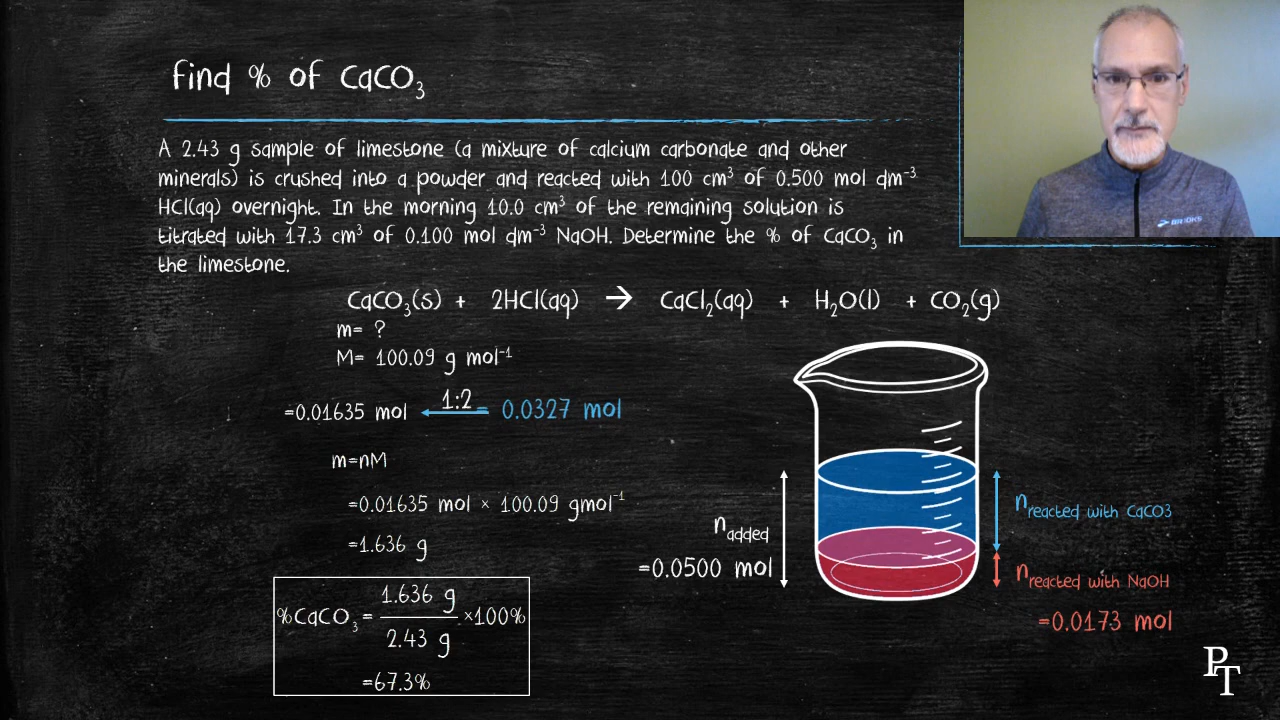 find % of CaCO₃
A 2.43 g sample of limestone (a mixture of calcium carbonate and other
minerals) is crushed into a powder and reacted with 100 cm³ of 0.500 mol dm⁻³
HCl(aq) overnight. In the morning 10.0 cm³ of the remaining solution is
titrated with 17.3 cm³ of 0.100 mol dm⁻³ NaOH. Determine the % of CaCO₃ in
the limestone.
CaCO₃(s) + 2HCl(aq) → CaCl₂(aq) + H₂O(l) + CO₂(g)
m= ?
M= 100.09 g mol⁻¹
=0.01635 mol 1:2 = 0.0327 mol
m=nM
=0.01635 mol × 100.09 gmol⁻¹
=1.636 g
%CaCO₃= 1.636 g ×100%
2.43 g
=67.3%
n added
=0.0500 mol
n reacted with CaCO3
n reacted with NaOH
=0.0173 mol
BROOKS
PT